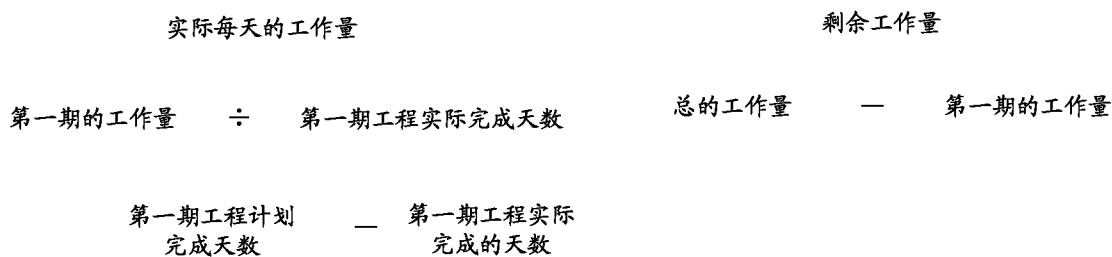 实际每天的工作量
剩余工作量
第一期的工作量 ÷ 第一期工程实际完成天数
总的工作量 — 第一期的工作量
第一期工程计划完成天数 — 第一期工程实际完成的天数